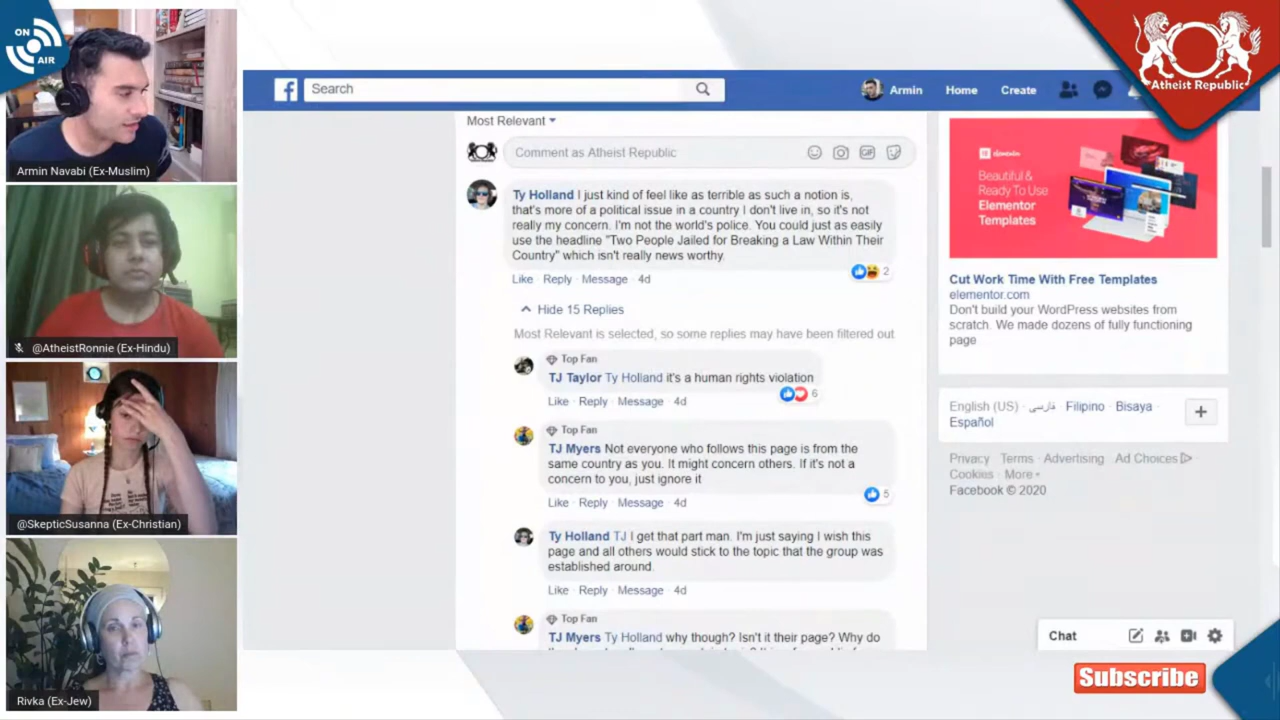 ON
AIR
Armin Navabi (Ex-Muslim)
@AtheistRonnie (Ex-Hindu)
@SkepticSusanna (Ex-Christian)
Rivka (Ex-Jew)
Search
Armin
Home
Create
Atheist Republic
Most Relevant
Comment as Atheist Republic
GIF
Ty Holland I just kind of feel like as terrible as such a notion is,
that's more of a political issue in a country I don't live in, so it's not
really my concern. I'm not the world's police. You could just as easily
use the headline "Two People Jailed for Breaking a Law Within Their
Country" which isn't really news worthy.
2
Like · Reply · Message · 4d
Hide 15 Replies
Most Relevant is selected, so some replies may have been filtered out
Top Fan
TJ Taylor Ty Holland it's a human rights violation
6
Like · Reply · Message · 4d
Top Fan
TJ Myers Not everyone who follows this page is from the
same country as you. It might concern others. If it's not a
concern to you, just ignore it
5
Like · Reply · Message · 4d
Ty Holland TJ I get that part man. I'm just saying I wish this
page and all others would stick to the topic that the group was
established around.
Like · Reply · Message · 4d
Top Fan
TJ Myers Ty Holland why though? Isn't it their page? Why do
elementor
Beautiful &
Ready To Use
Elementor
Templates
Cut Work Time With Free Templates
elementor.com
Don't build your WordPress websites from
scratch. We made dozens of fully functioning
page
English (US) · فارسی · Filipino · Bisaya ·
Español
Privacy · Terms · Advertising · Ad Choices ·
Cookies · More
Facebook © 2020
Chat
Subscribe